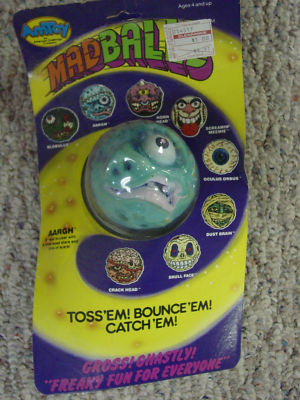 AmToy
Ages 4 and up
MADBALLS
CLEARANCE
HORN
HEAD
AARGH
SCREAMIN'
MEEMIE
SLOBULUS
OCULUS ORBUS
DUST BRAIN
AARGH
SKULL FACE
CRACK HEAD
TOSS'EM! BOUNCE'EM!
CATCH'EM!
GROSS! GHASTLY!
"FREAKY FUN FOR EVERYONE"